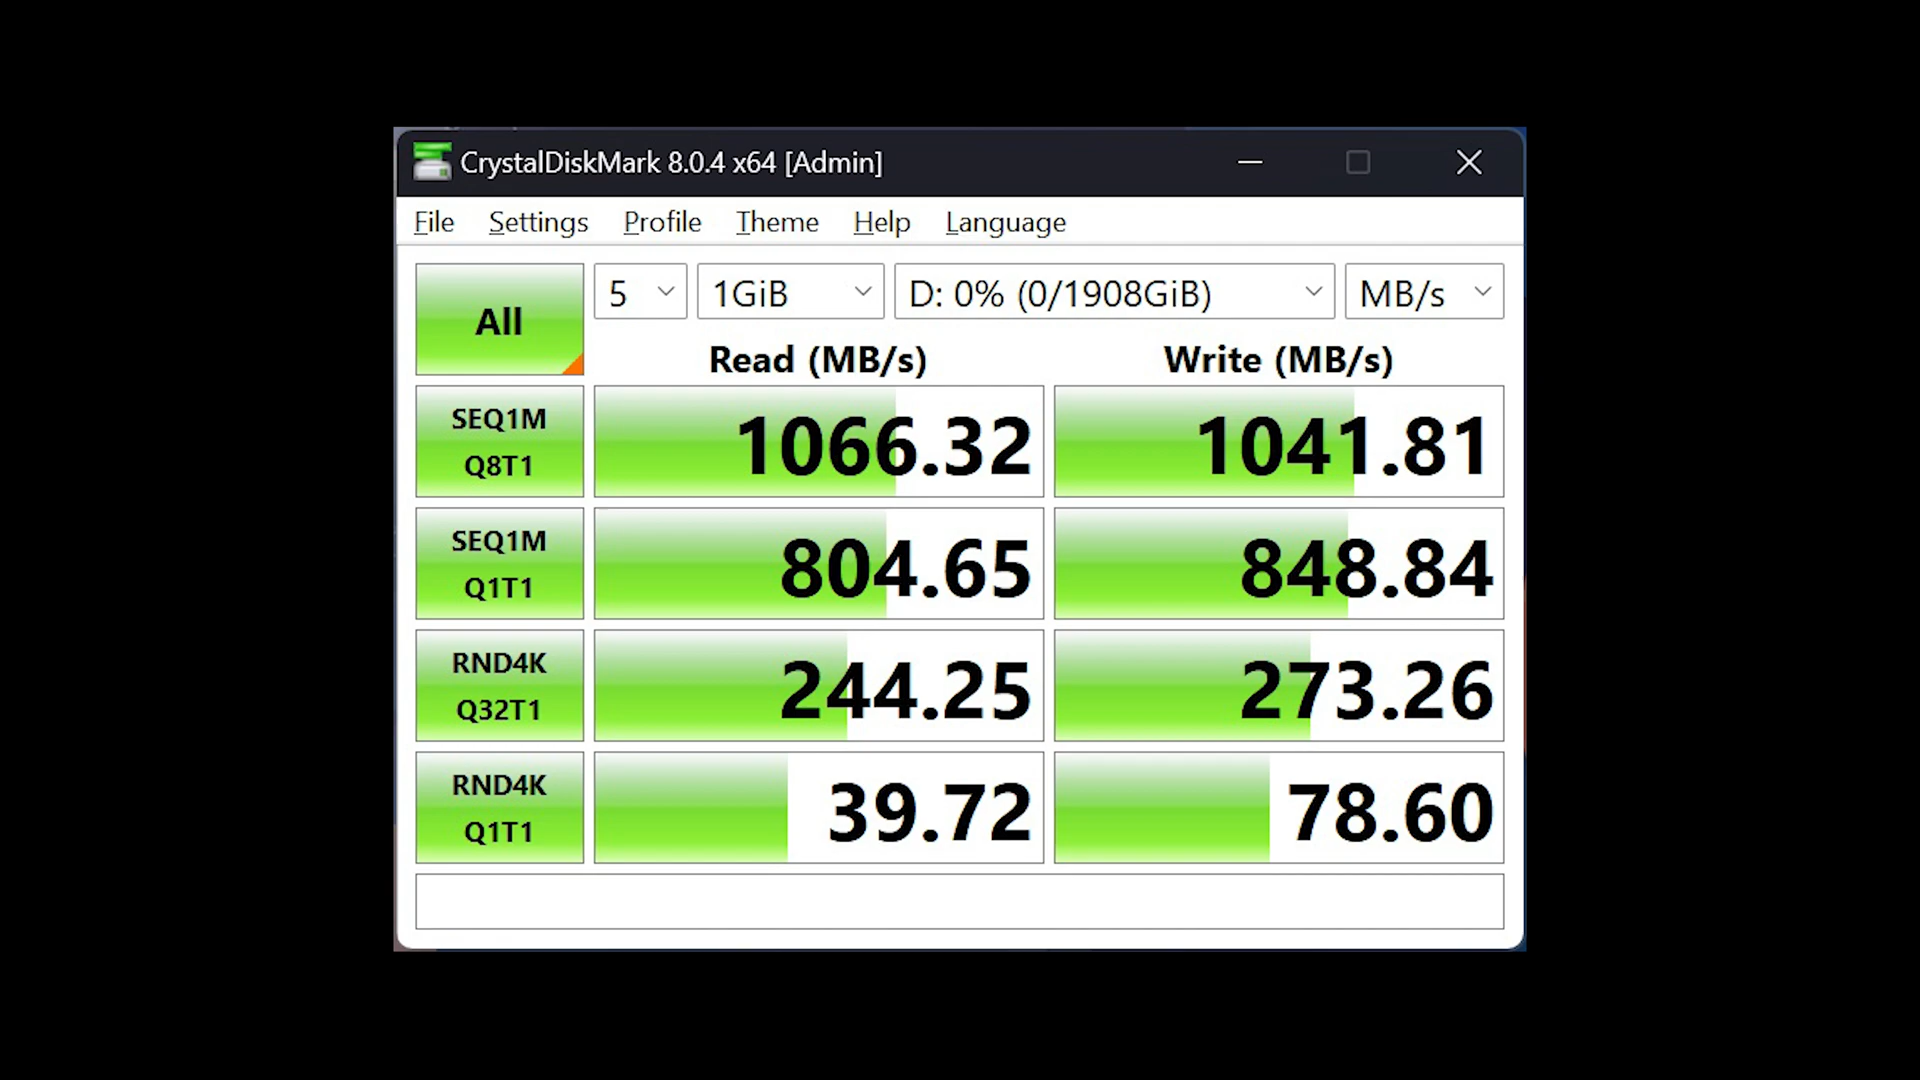 CrystalDiskMark 8.0.4 x64 [Admin]
File Settings Profile Theme Help Language
All 5 1GiB D: 0% (0/1908GiB) MB/s
Read (MB/s) Write (MB/s)
SEQ1M
Q8T1
1066.32 1041.81
SEQ1M
Q1T1
804.65 848.84
RND4K
Q32T1
244.25 273.26
RND4K
Q1T1
39.72 78.60